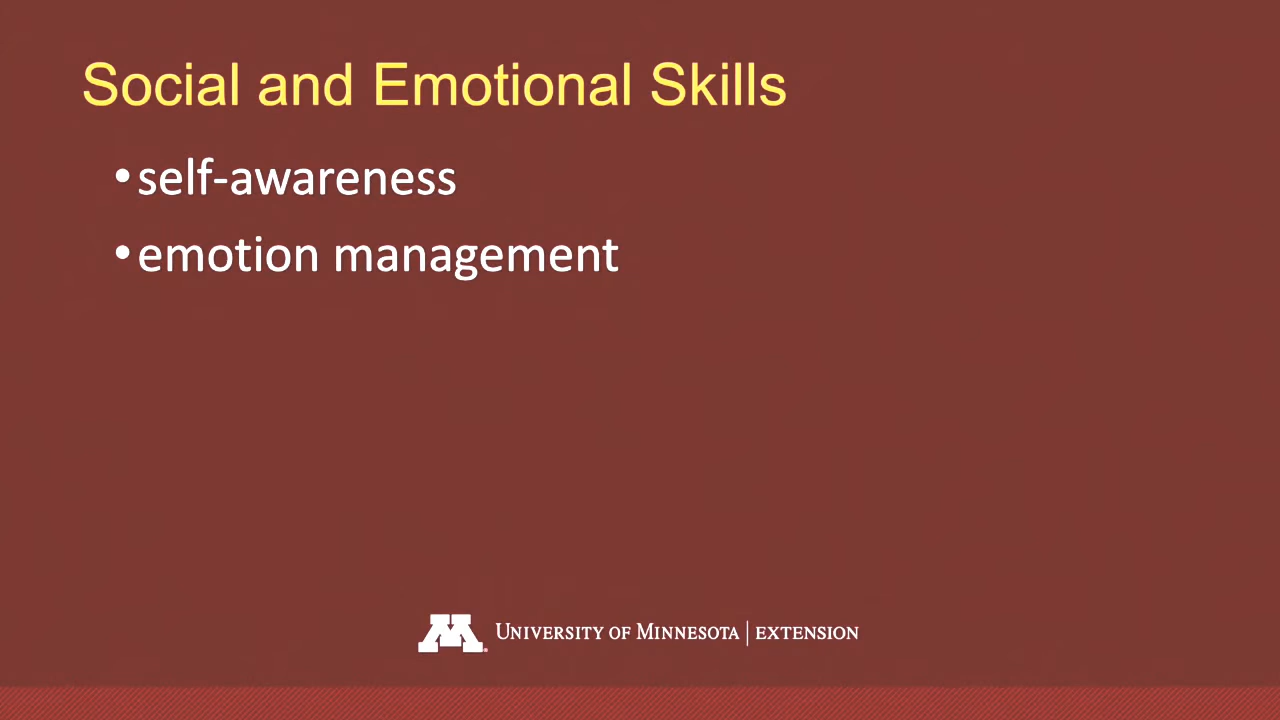 Social and Emotional Skills
•self-awareness
•emotion management
M UNIVERSITY OF MINNESOTA | EXTENSION